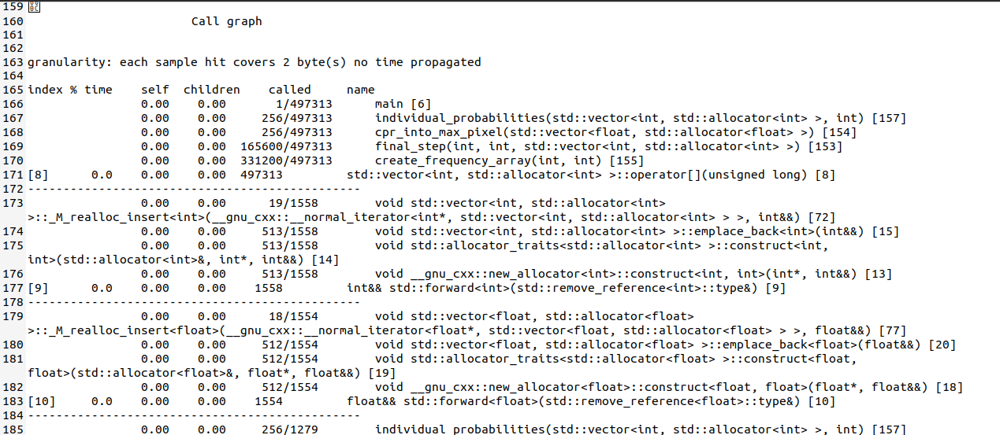 159 000C
160 Call graph
161
162
163 granularity: each sample hit covers 2 byte(s) no time propagated
164
165 index % time    self  children    called     name
166 0.00    0.00       1/497313      main [6]
167 0.00    0.00     256/497313      individual_probabilities(std::vector<int, std::allocator<int> >, int) [157]
168 0.00    0.00     256/497313      cpr_into_max_pixel(std::vector<float, std::allocator<float> >) [154]
169 0.00    0.00  165600/497313      final_step(int, int, std::vector<int, std::allocator<int> >) [153]
170 0.00    0.00  331200/497313      create_frequency_array(int, int) [155]
171 [8]      0.0    0.00    0.00  497313         std::vector<int, std::allocator<int> >::operator[](unsigned long) [8]
172 -----------------------------------------------
173 0.00    0.00      19/1558        void std::vector<int, std::allocator<int>
>::_M_realloc_insert<int>(__gnu_cxx::__normal_iterator<int*, std::vector<int, std::allocator<int> > >, int&&) [72]
174 0.00    0.00     513/1558        void std::vector<int, std::allocator<int> >::emplace_back<int>(int&&) [15]
175 0.00    0.00     513/1558        void std::allocator_traits<std::allocator<int> >::construct<int,
int>(std::allocator<int>&, int*, int&&) [14]
176 0.00    0.00     513/1558        void __gnu_cxx::new_allocator<int>::construct<int, int>(int*, int&&) [13]
177 [9]      0.0    0.00    0.00    1558         int&& std::forward<int>(std::remove_reference<int>::type&) [9]
178 -----------------------------------------------
179 0.00    0.00      18/1554        void std::vector<float, std::allocator<float>
>::_M_realloc_insert<float>(__gnu_cxx::__normal_iterator<float*, std::vector<float, std::allocator<float> > >, float&&) [77]
180 0.00    0.00     512/1554        void std::vector<float, std::allocator<float> >::emplace_back<float>(float&&) [20]
181 0.00    0.00     512/1554        void std::allocator_traits<std::allocator<float> >::construct<float,
float>(std::allocator<float>&, float*, float&&) [19]
182 0.00    0.00     512/1554        void __gnu_cxx::new_allocator<float>::construct<float, float>(float*, float&&) [18]
183 [10]     0.0    0.00    0.00    1554         float&& std::forward<float>(std::remove_reference<float>::type&) [10]
184 -----------------------------------------------
185 0.00    0.00     256/1279        individual_probabilities(std::vector<int, std::allocator<int> >, int) [157]